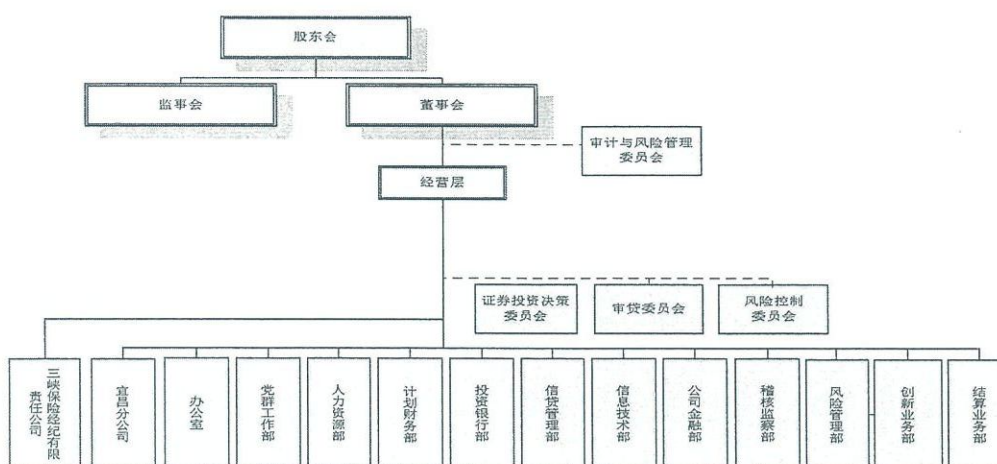 股东会
监事会
董事会
审计与风险管理
委员会
经营层
证券投资决策
委员会
审贷委员会
风险控制
委员会
三峡保险经纪有限
责任公司
宜昌分公司
办公室
党群工作部
人力资源部
计划财务部
投资银行部
信贷管理部
信息技术部
公司金融部
稽核监察部
风险管理部
创新业务部
结算业务部